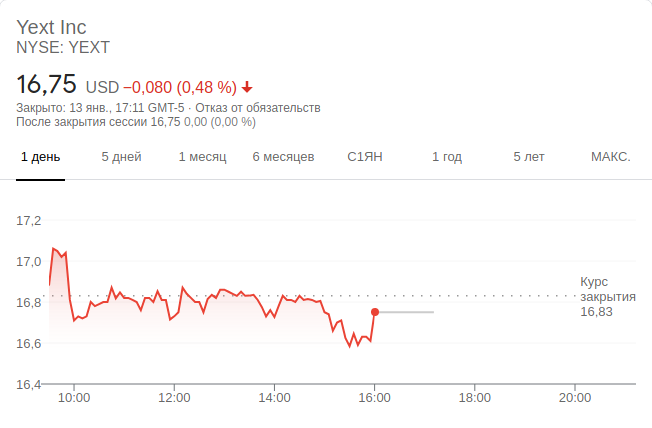 Yext Inc
NYSE: YEXT
16,75 USD −0,080 (0,48 %)
Закрыто: 13 янв., 17:11 GMT-5 · Отказ от обязательств
После закрытия сессии 16,75 0,00 (0,00 %)
1 день 5 дней 1 месяц 6 месяцев С1ЯН 1 год 5 лет МАКС.
17,2
17,0
16,8
16,6
16,4
Курс
закрытия
16,83
10:00 12:00 14:00 16:00 18:00 20:00